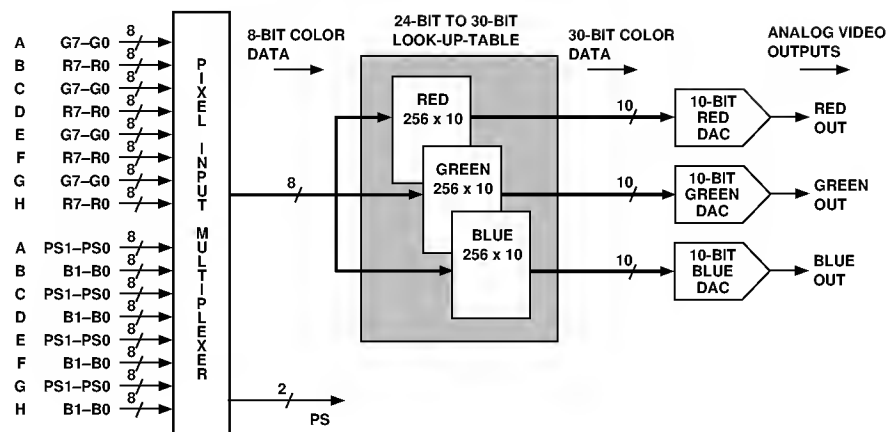 24-BIT TO 30-BIT
LOOK-UP-TABLE
8-BIT COLOR
DATA
30-BIT COLOR
DATA
ANALOG VIDEO
OUTPUTS
A G7–G0 8
B R7–R0 8
C G7–G0 8
D R7–R0 8
E G7–G0 8
F R7–R0 8
G G7–G0 8
H R7–R0 8
A PS1–PS0 8
B B1–B0 8
C PS1–PS0 8
D B1–B0 8
E PS1–PS0 8
F B1–B0 8
G PS1–PS0 8
H B1–B0 8
PIXEL INPUT MULTIPLEXER
8
2
PS
RED
256 x 10
GREEN
256 x 10
BLUE
256 x 10
10
10-BIT
RED
DAC
RED
OUT
10
10-BIT
GREEN
DAC
GREEN
OUT
10
10-BIT
BLUE
DAC
BLUE
OUT